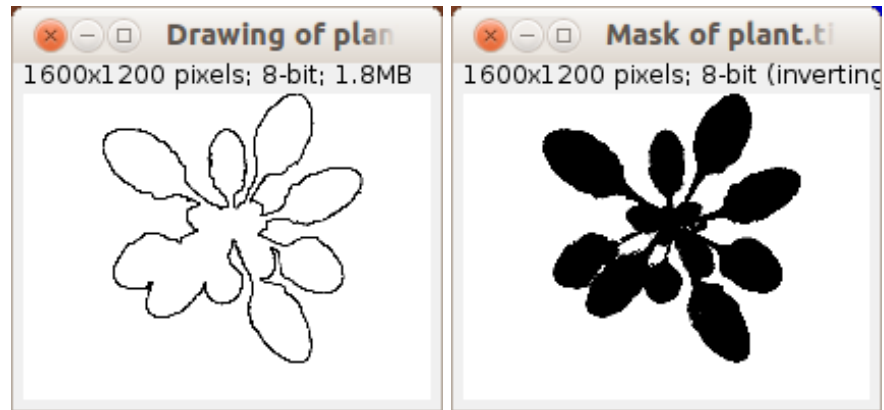 Drawing of plan
1600x1200 pixels; 8-bit; 1.8MB
Mask of plant.ti
1600x1200 pixels; 8-bit (inverting